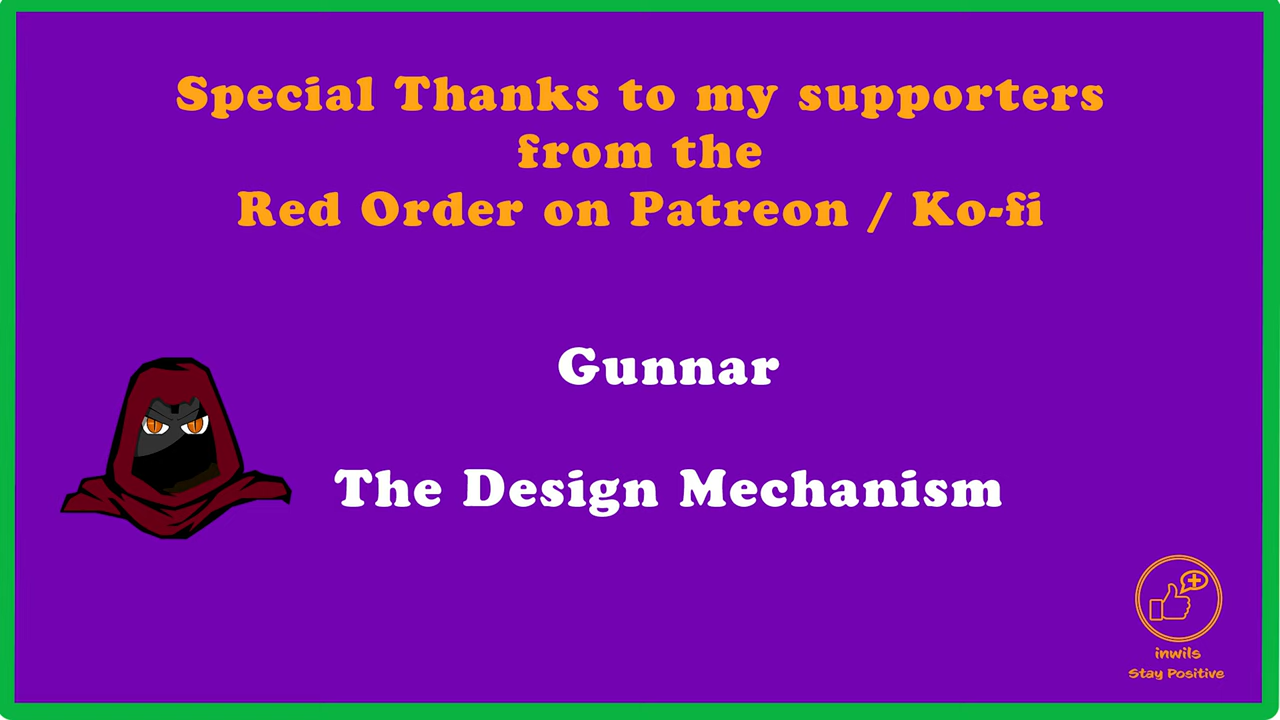 Special Thanks to my supporters
from the
Red Order on Patreon / Ko-fi
Gunnar
The Design Mechanism
inwils
Stay Positive